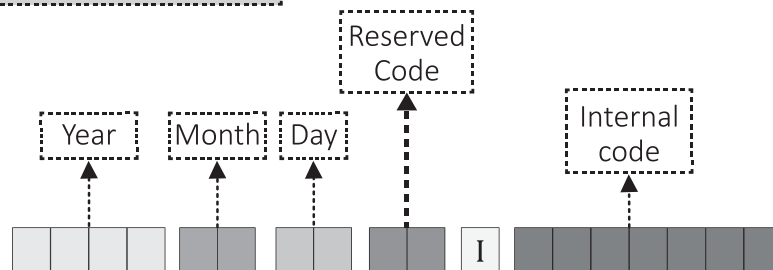 Reserved
Code
Year
Month
Day
Internal
code
I